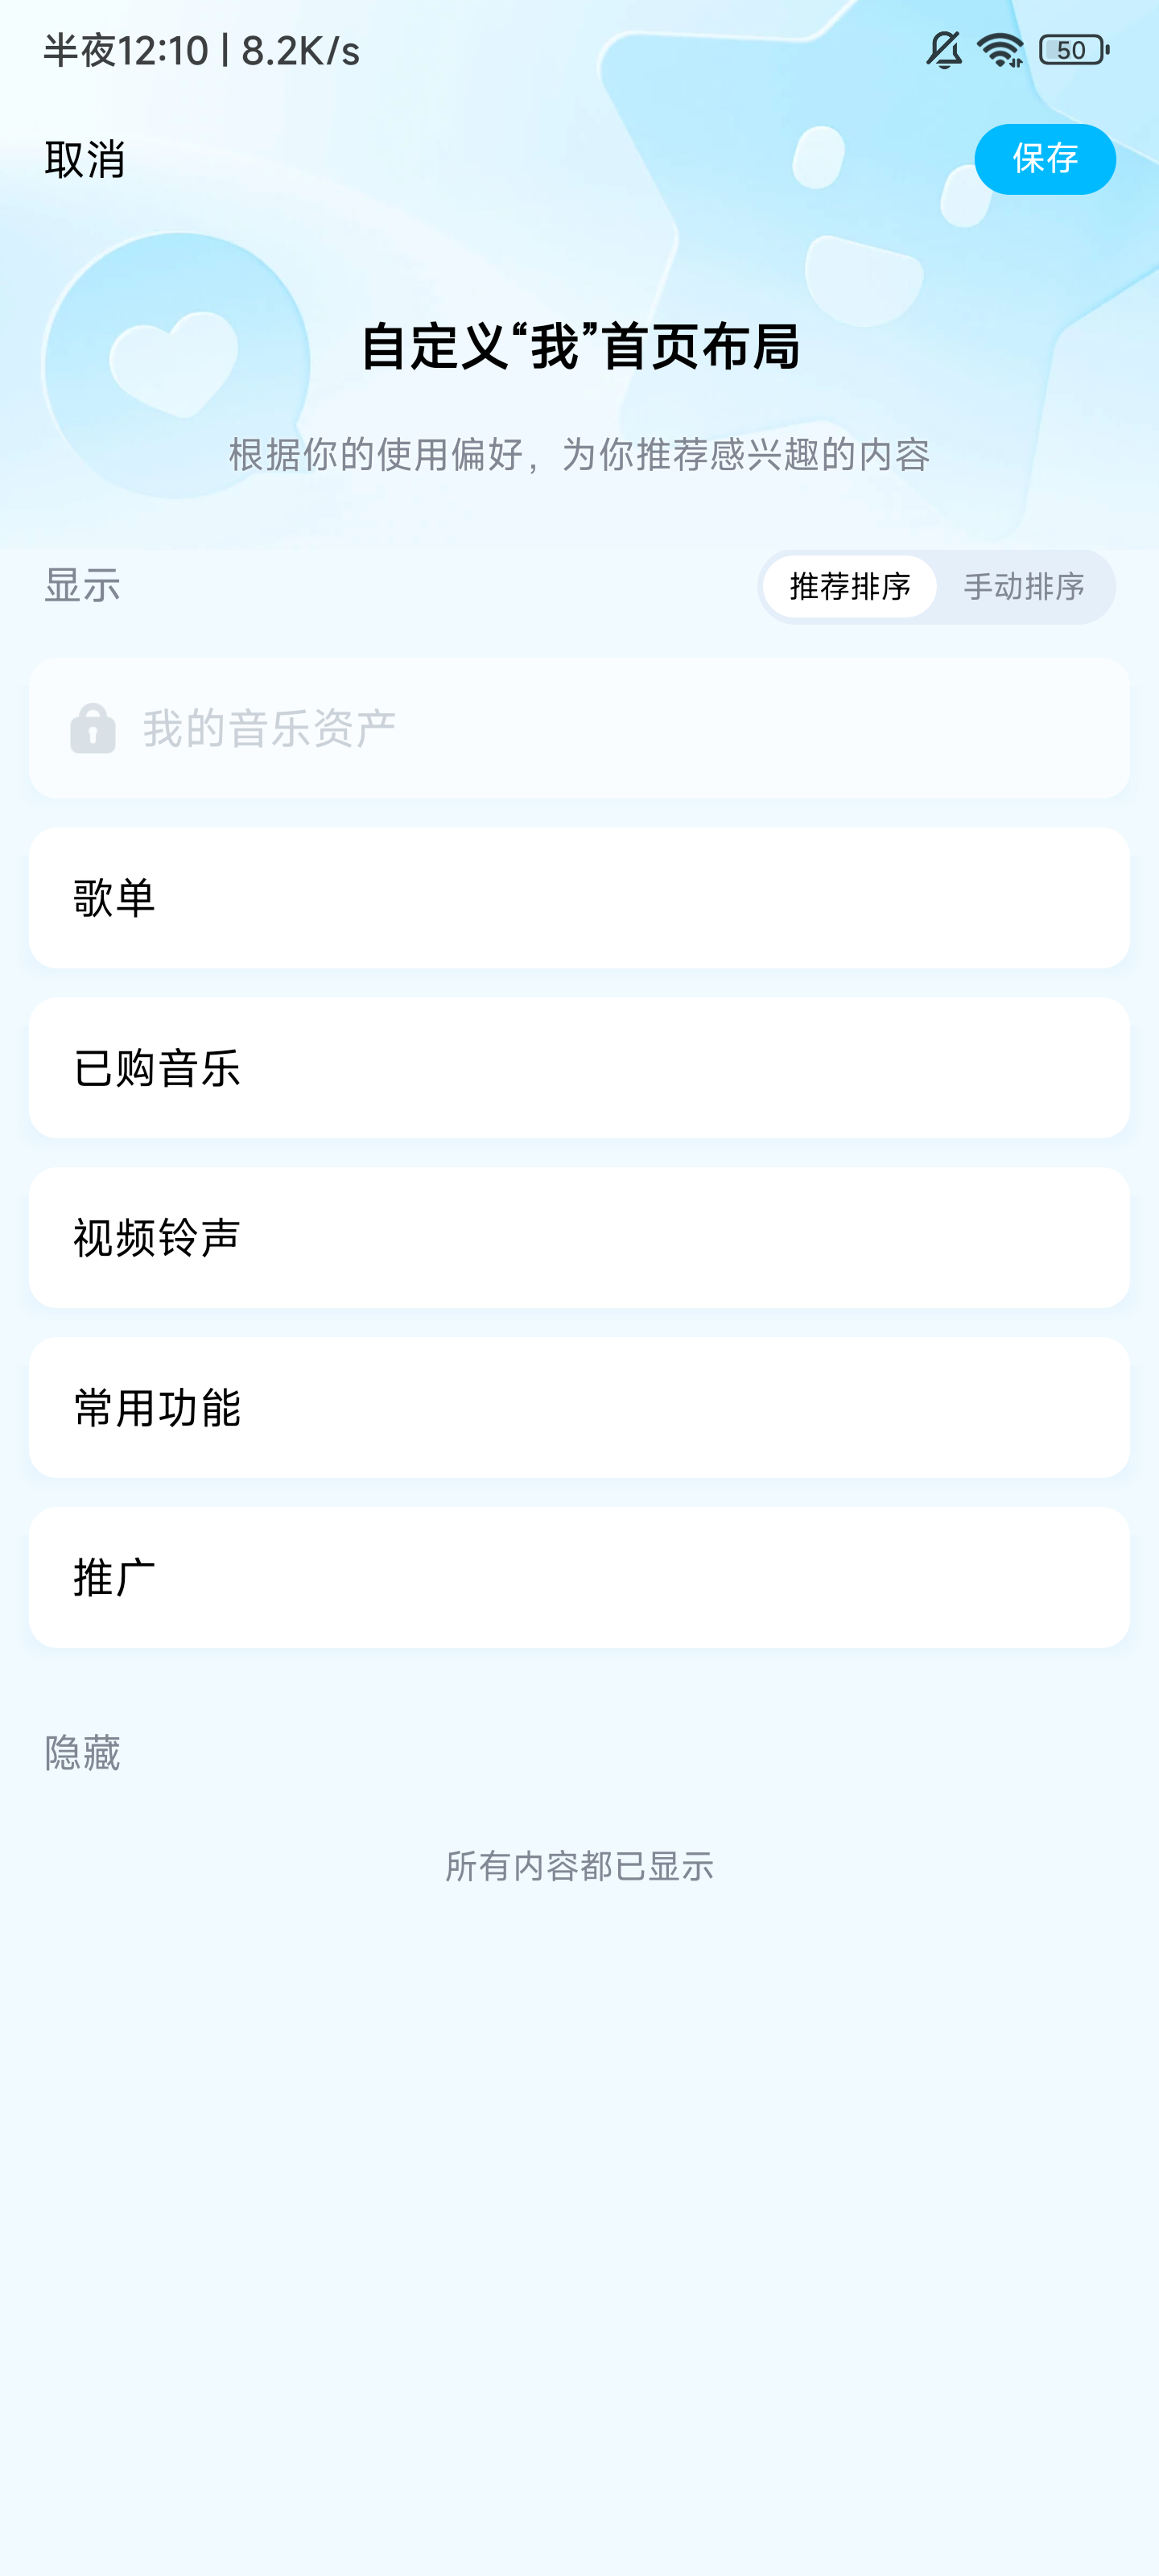 半夜12:10 | 8.2K/s
50
取消
保存
自定义“我”首页布局
根据你的使用偏好，为你推荐感兴趣的内容
显示
推荐排序
手动排序
我的音乐资产
歌单
已购音乐
视频铃声
常用功能
推广
隐藏
所有内容都已显示